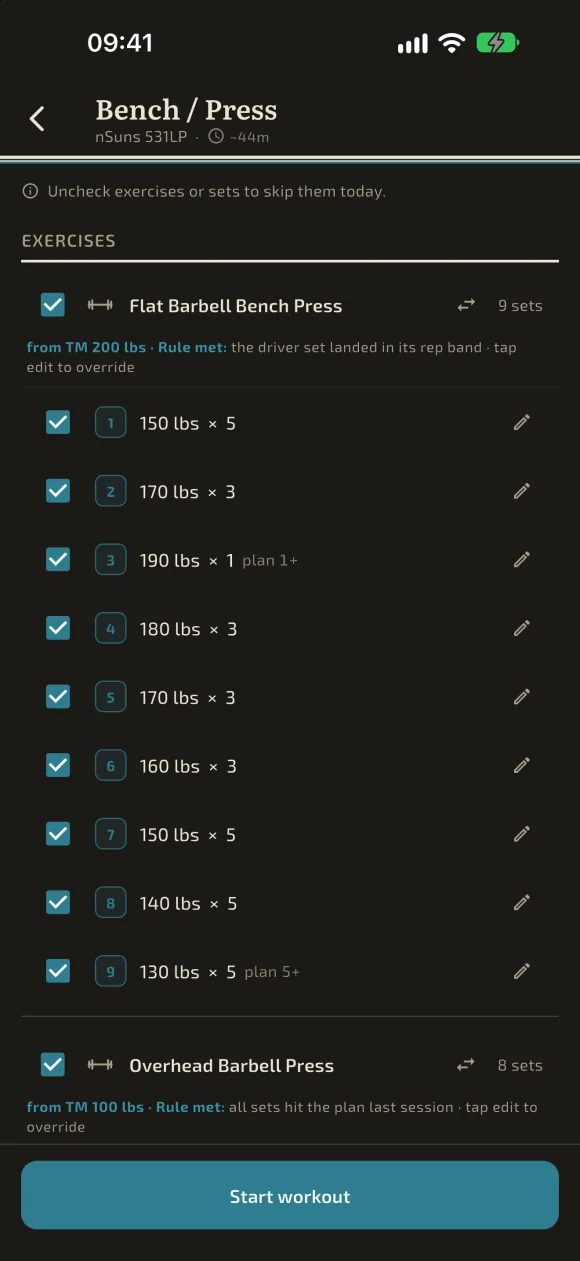 09:41
Bench / Press
nSuns 531LP · ~44m
Uncheck exercises or sets to skip them today.
EXERCISES
Flat Barbell Bench Press 9 sets
from TM 200 lbs · Rule met: the driver set landed in its rep band · tap
edit to override
1 150 lbs × 5
2 170 lbs × 3
3 190 lbs × 1 plan 1+
4 180 lbs × 3
5 170 lbs × 3
6 160 lbs × 3
7 150 lbs × 5
8 140 lbs × 5
9 130 lbs × 5 plan 5+
Overhead Barbell Press 8 sets
from TM 100 lbs · Rule met: all sets hit the plan last session · tap edit to
override
Start workout